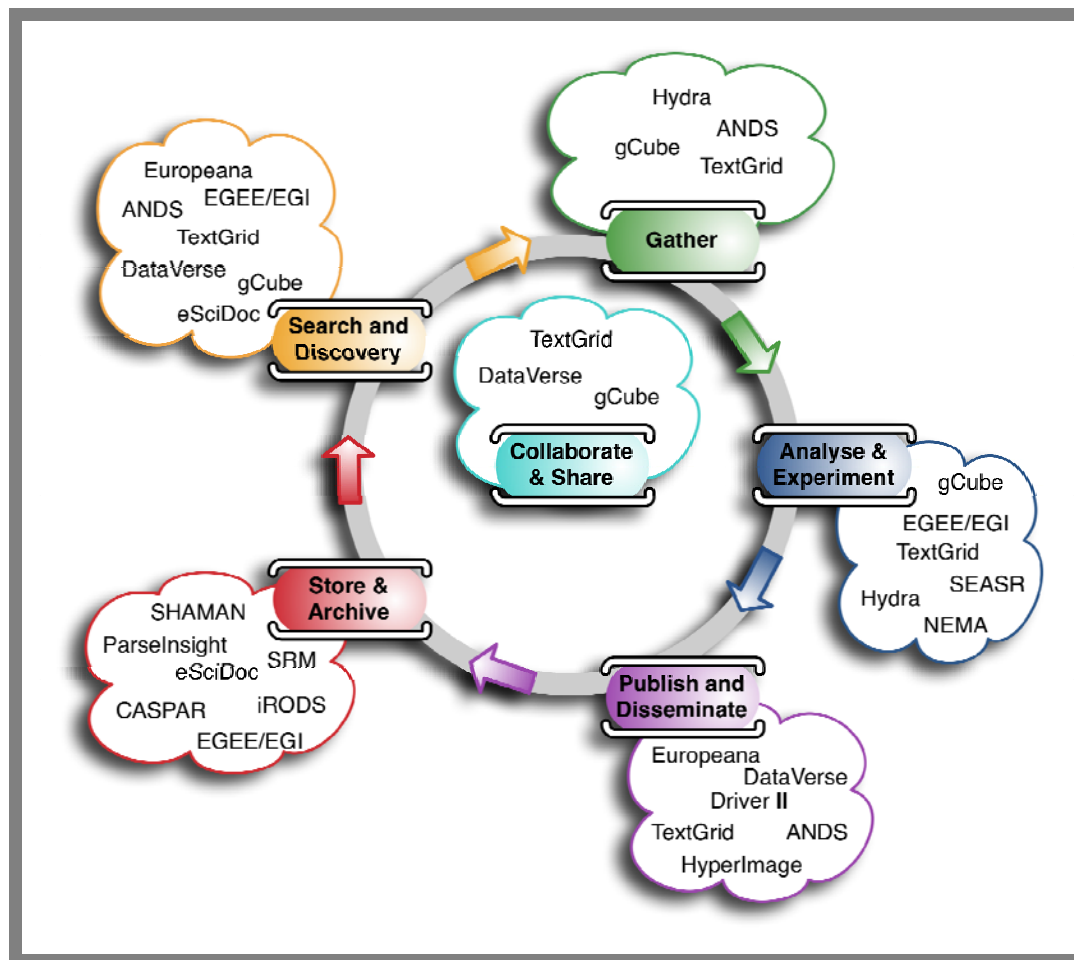 Hydra
ANDS
gCube
TextGrid
Gather
Europeana
EGEE/EGI
ANDS
TextGrid
DataVerse
gCube
eSciDoc
Search and
Discovery
TextGrid
DataVerse
gCube
Collaborate
& Share
Analyse &
Experiment
gCube
EGEE/EGI
TextGrid
SEASR
Hydra
NEMA
Store &
Archive
SHAMAN
ParseInsight
SRM
eSciDoc
iRODS
CASPAR
EGEE/EGI
Publish and
Disseminate
Europeana
DataVerse
Driver II
TextGrid
ANDS
HyperImage